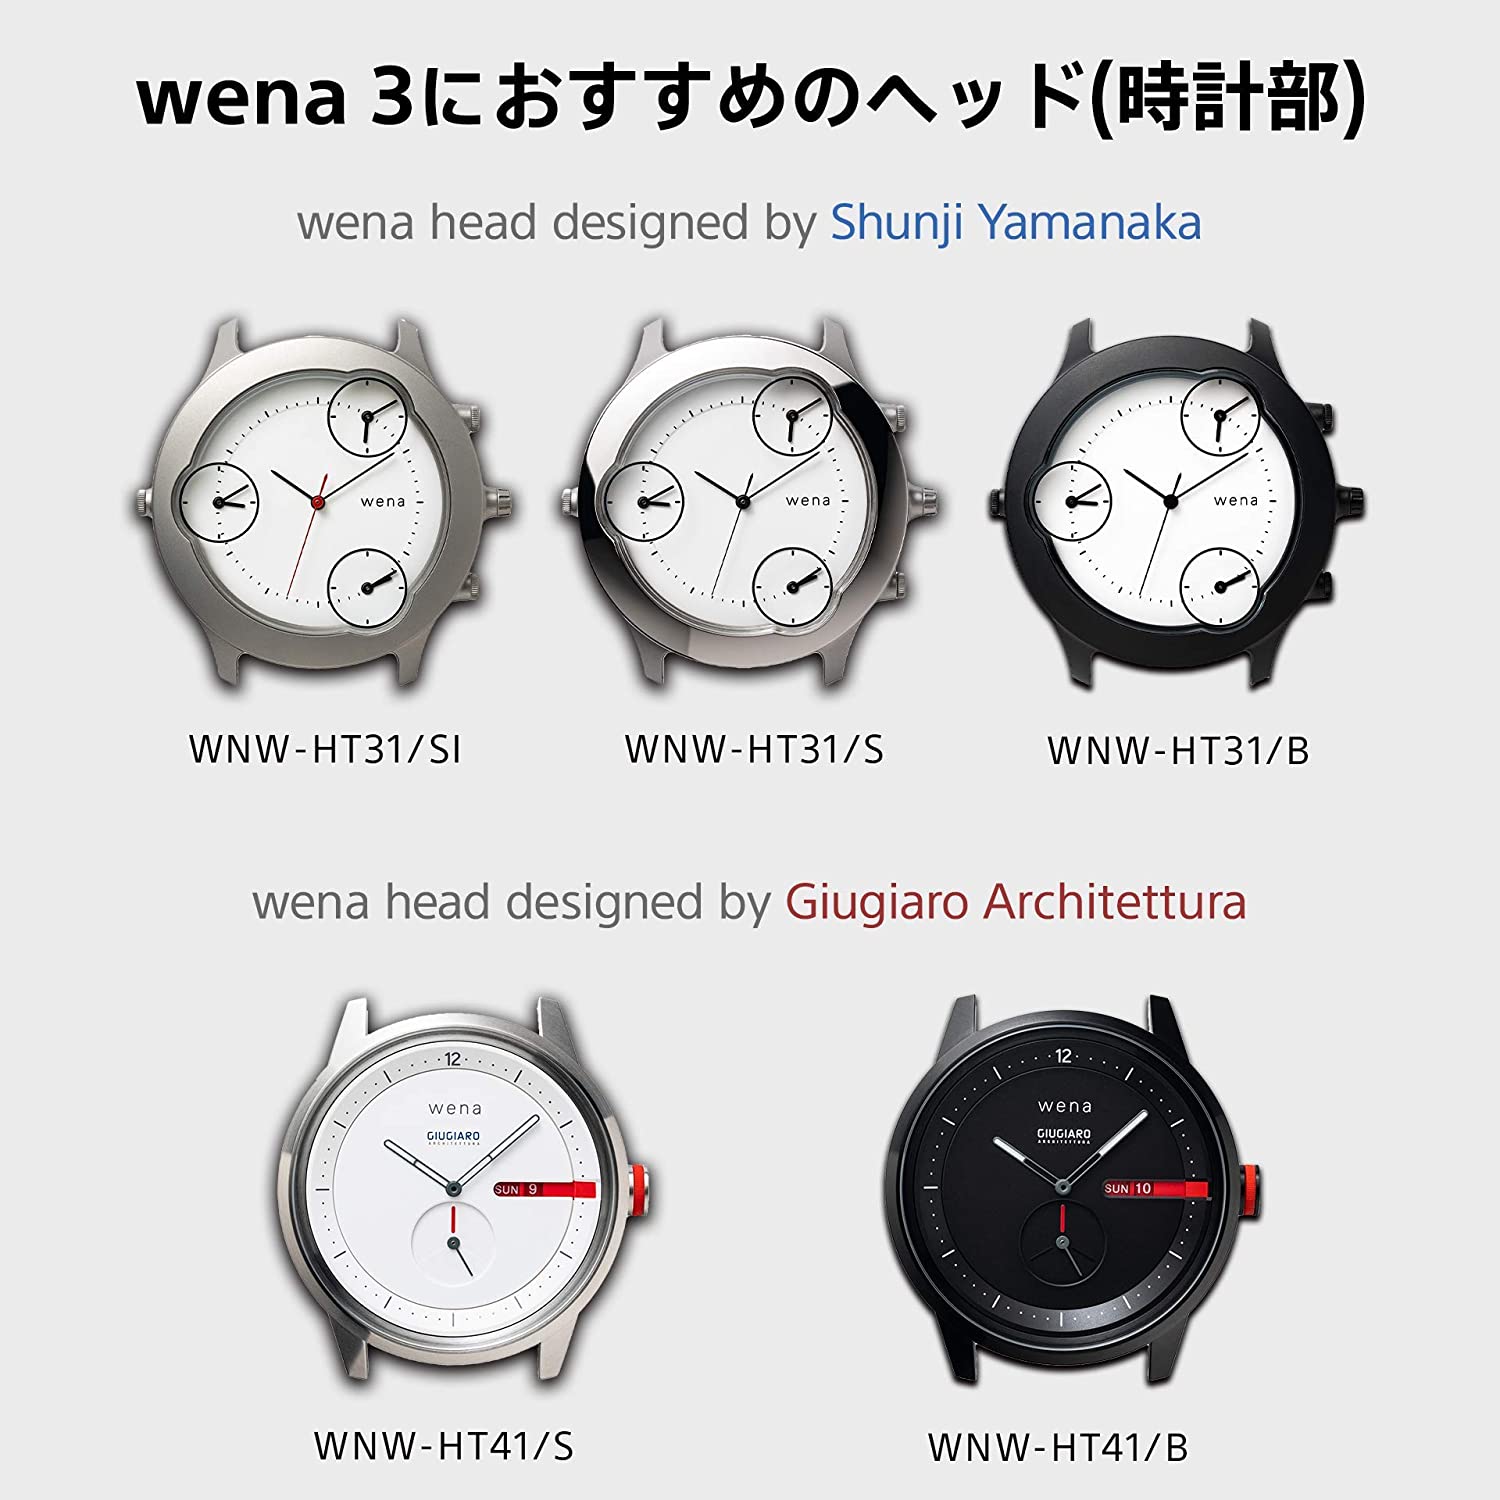 wena 3におすすめのヘッド(時計部)
wena head designed by Shunji Yamanaka
wena
wena
wena
WNW-HT31/SI
WNW-HT31/S
WNW-HT31/B
wena head designed by Giugiaro Architettura
12
wena
GIUGIARO
ARCHITETTURA
SUN 9
12
wena
GIUGIARO
ARCHITETTURA
SUN 10
WNW-HT41/S
WNW-HT41/B